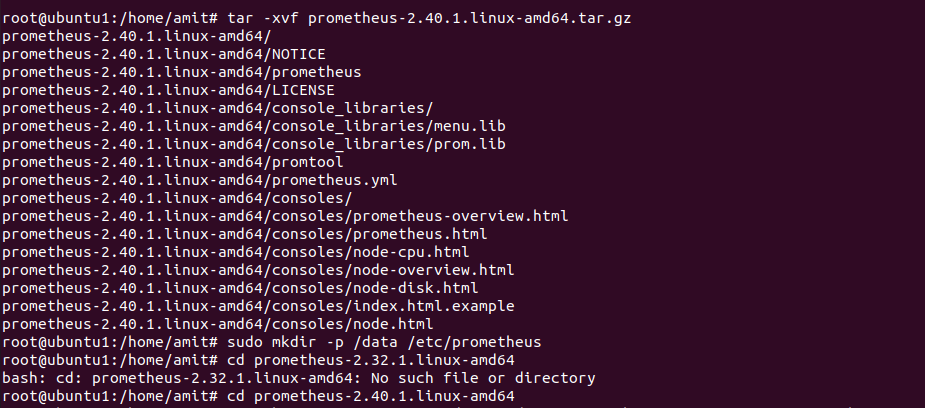 root@ubuntu1:/home/amit# tar -xvf prometheus-2.40.1.linux-amd64.tar.gz
prometheus-2.40.1.linux-amd64/
prometheus-2.40.1.linux-amd64/NOTICE
prometheus-2.40.1.linux-amd64/prometheus
prometheus-2.40.1.linux-amd64/LICENSE
prometheus-2.40.1.linux-amd64/console_libraries/
prometheus-2.40.1.linux-amd64/console_libraries/menu.lib
prometheus-2.40.1.linux-amd64/console_libraries/prom.lib
prometheus-2.40.1.linux-amd64/promtool
prometheus-2.40.1.linux-amd64/prometheus.yml
prometheus-2.40.1.linux-amd64/consoles/
prometheus-2.40.1.linux-amd64/consoles/prometheus-overview.html
prometheus-2.40.1.linux-amd64/consoles/prometheus.html
prometheus-2.40.1.linux-amd64/consoles/node-cpu.html
prometheus-2.40.1.linux-amd64/consoles/node-overview.html
prometheus-2.40.1.linux-amd64/consoles/node-disk.html
prometheus-2.40.1.linux-amd64/consoles/index.html.example
prometheus-2.40.1.linux-amd64/consoles/node.html
root@ubuntu1:/home/amit# sudo mkdir -p /data /etc/prometheus
root@ubuntu1:/home/amit# cd prometheus-2.32.1.linux-amd64
bash: cd: prometheus-2.32.1.linux-amd64: No such file or directory
root@ubuntu1:/home/amit# cd prometheus-2.40.1.linux-amd64